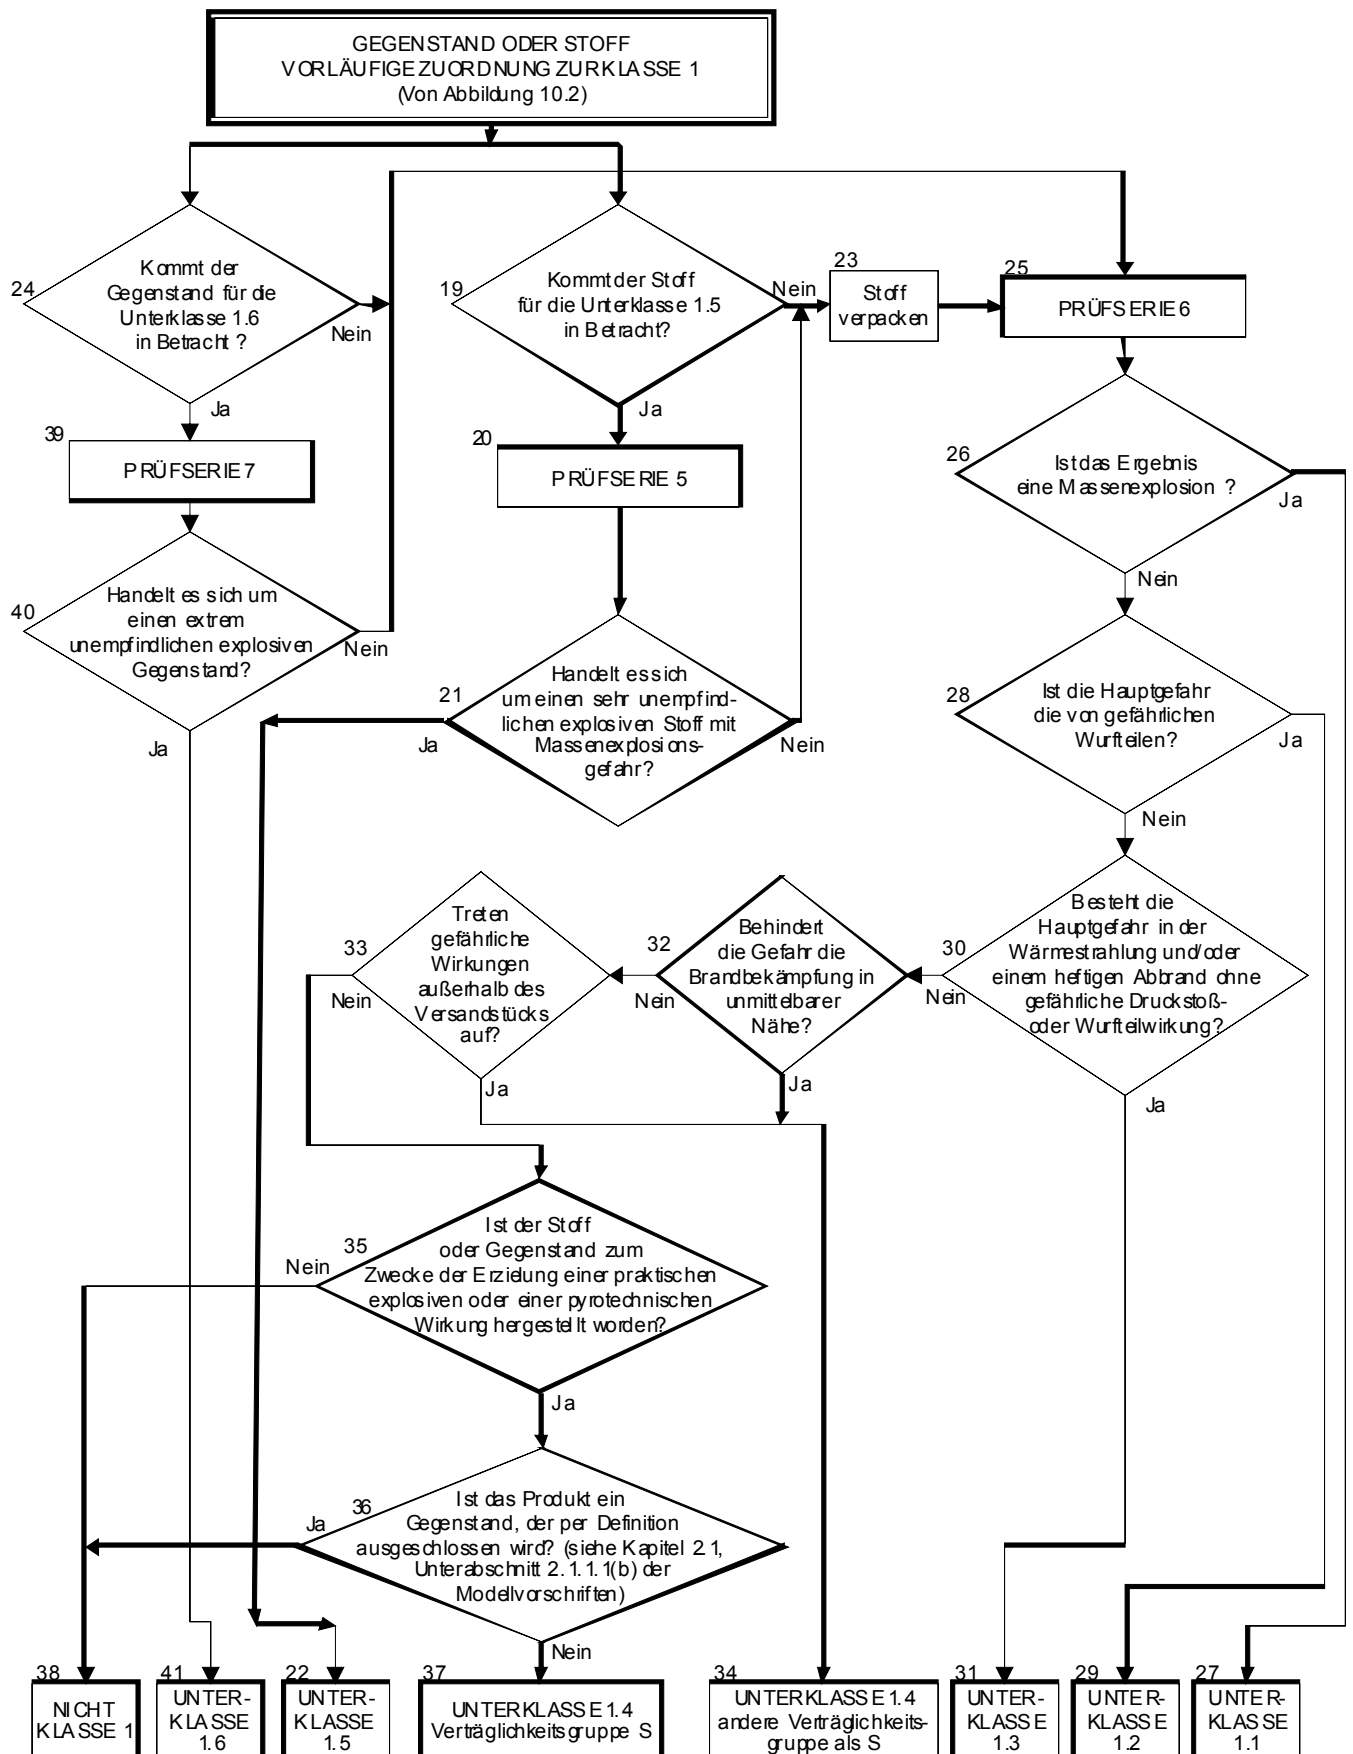 GEGENSTAND ODER STOFF
VORLÄUFIGE ZUORDNUNG ZUR KLASSE 1
(Von Abbildung 10.2)
24
Kommt der
Gegenstand für die
Unterklasse 1.6
in Betracht ?
Nein
Ja
19
Kommt der Stoff
für die Unterklasse 1.5
in Betracht?
Nein
Ja
23
Stoff
verpacken
25
PRÜFSERIE 6
39
PRÜFSERIE 7
20
PRÜFSERIE 5
26
Ist das Ergebnis
eine Massenexplosion ?
Ja
Nein
40
Handelt es sich um
einen extrem
unempfindlichen explosiven
Gegenstand?
Nein
Ja
21
Handelt es sich
um einen sehr unempfind-
lichen explosiven Stoff mit
Massenexplosions-
gefahr?
Ja
Nein
28
Ist die Hauptgefahr
die von gefährlichen
Wurfteilen?
Ja
Nein
30
Besteht die
Hauptgefahr in der
Wärmestrahlung und/oder
einem heftigen Abbrand ohne
gefährliche Druckstoß-
oder Wurfteilwirkung?
Nein
Ja
32
Behindert
die Gefahr die
Brandbekämpfung in
unmittelbarer
Nähe?
Nein
Ja
33
Treten
gefährliche
Wirkungen
außerhalb des
Versandstücks
auf?
Nein
Ja
35
Ist der Stoff
oder Gegenstand zum
Zwecke der Erzielung einer praktischen
explosiven oder einer pyrotechnischen
Wirkung hergestellt worden?
Nein
Ja
36
Ist das Produkt ein
Gegenstand, der per Definition
ausgeschlossen wird? (siehe Kapitel 2.1,
Unterabschnitt 2.1.1.1(b) der
Modellvorschriften)
Ja
Nein
38
NICHT
KLASSE 1
41
UNTER-
KLASSE
1.6
22
UNTER-
KLASSE
1.5
37
UNTERKLASSE 1.4
Verträglichkeitsgruppe S
34
UNTERKLASSE 1.4
andere Verträglichkeits-
gruppe als S
31
UNTER-
KLASSE
1.3
29
UNTER-
KLASSE
1.2
27
UNTER-
KLASSE
1.1